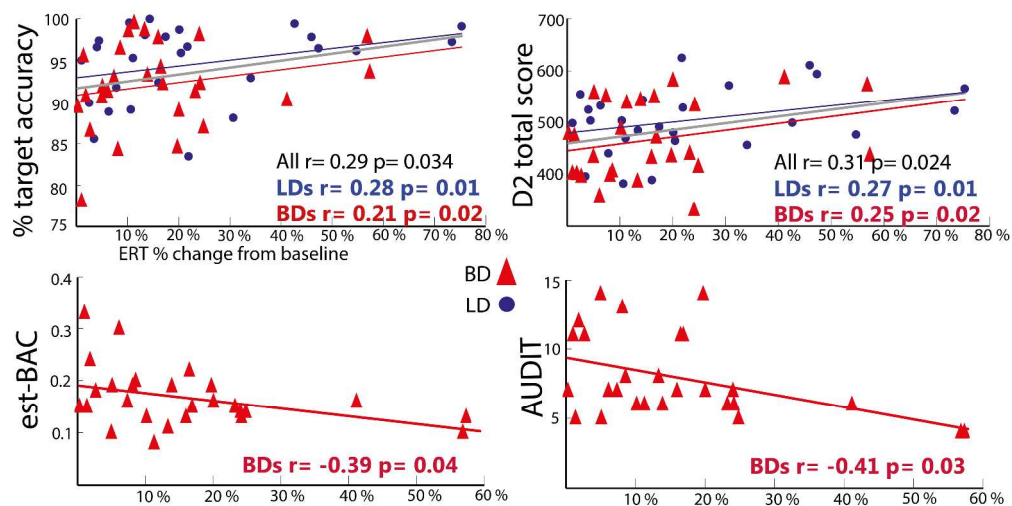 % target accuracy
100
95
90
85
80
75
All r= 0.29 p= 0.034
LDs r= 0.28 p= 0.01
BDs r= 0.21 p= 0.02
10 % 20 % 30 % 40 % 50 % 60 % 70 % 80 %
ERT % change from baseline
D2 total score
700
600
500
400
All r= 0.31 p= 0.024
LDs r= 0.27 p= 0.01
BDs r= 0.25 p= 0.02
10 % 20 % 30 % 40 % 50 % 60 % 70 % 80 %
BD
LD
est-BAC
0.4
0.3
0.2
0.1
BDs r= -0.39 p= 0.04
10 % 20 % 30 % 40 % 50 % 60 %
AUDIT
15
10
5
BDs r= -0.41 p= 0.03
10 % 20 % 30 % 40 % 50 % 60 %